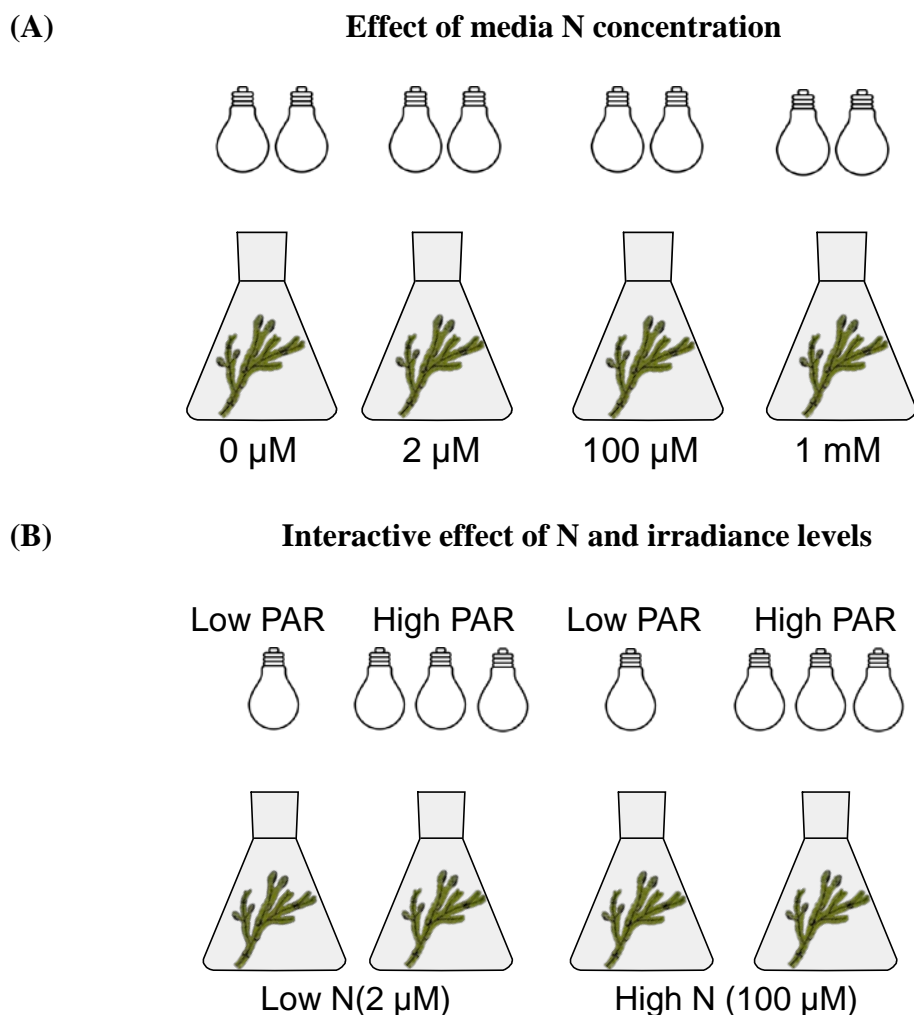 (A) Effect of media N concentration
0 µM 2 µM 100 µM 1 mM
(B) Interactive effect of N and irradiance levels
Low PAR High PAR Low PAR High PAR
Low N(2 µM) High N (100 µM)